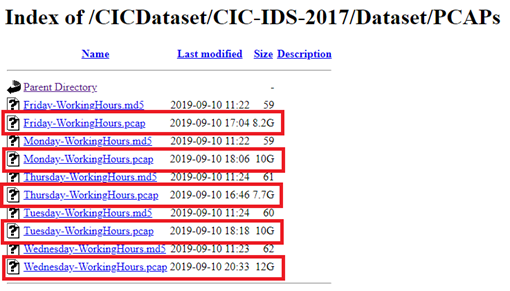 Index of /CICDataset/CIC-IDS-2017/Dataset/PCAPs
Name Last modified Size Description
Parent Directory -
Friday-WorkingHours.md5 2019-09-10 11:22 59
Friday-WorkingHours.pcap 2019-09-10 17:04 8.2G
Monday-WorkingHours.md5 2019-09-10 11:22 59
Monday-WorkingHours.pcap 2019-09-10 18:06 10G
Thursday-WorkingHours.md5 2019-09-10 11:24 61
Thursday-WorkingHours.pcap 2019-09-10 16:46 7.7G
Tuesday-WorkingHours.md5 2019-09-10 11:24 60
Tuesday-WorkingHours.pcap 2019-09-10 18:18 10G
Wednesday-WorkingHours.md5 2019-09-10 11:23 62
Wednesday-WorkingHours.pcap 2019-09-10 20:33 12G